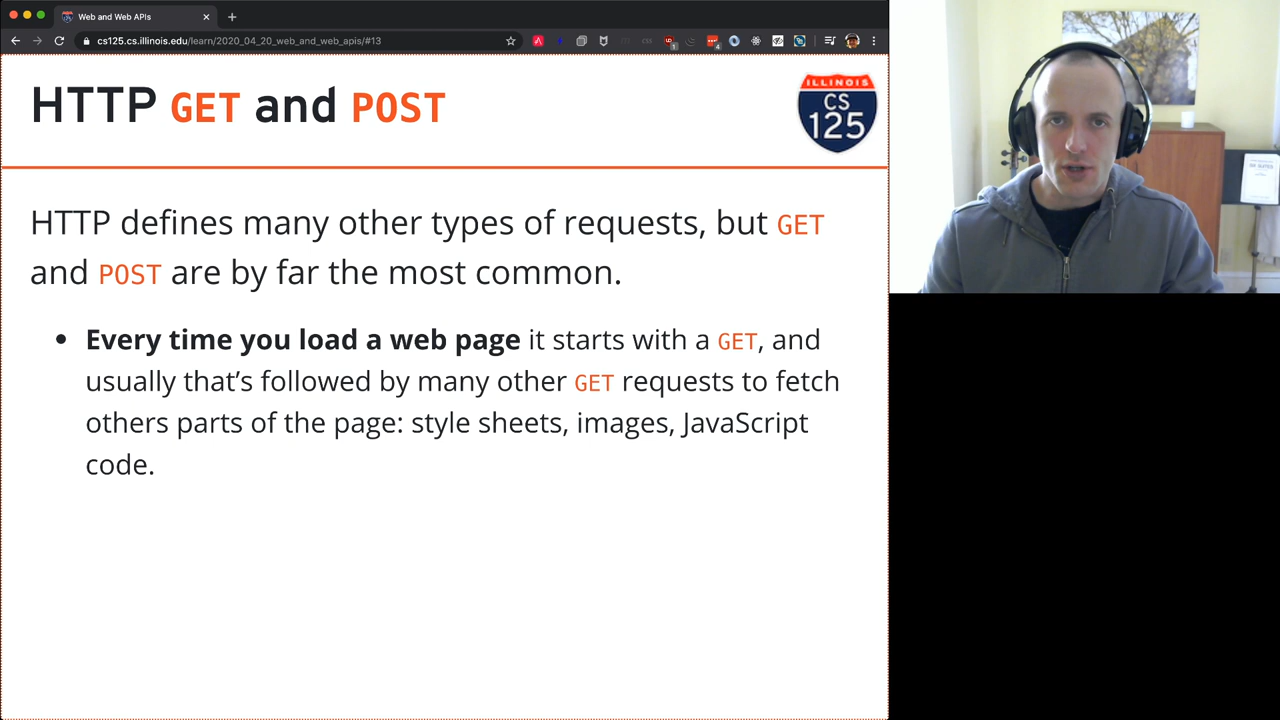 Web and Web APIs
cs125.cs.illinois.edu/learn/2020_04_20_web_and_web_apis/#13
HTTP GET and POST
ILLINOIS
CS
125
HTTP defines many other types of requests, but GET
and POST are by far the most common.
• Every time you load a web page it starts with a GET, and
usually that's followed by many other GET requests to fetch
others parts of the page: style sheets, images, JavaScript
code.